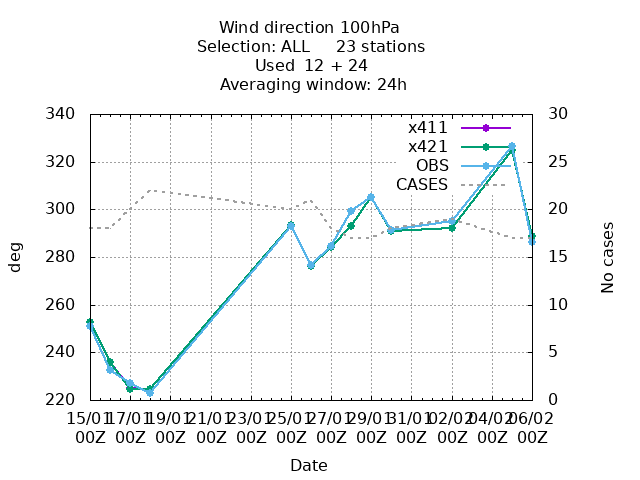 Wind direction 100hPa
Selection: ALL 23 stations
Used 12 + 24
Averaging window: 24h
340 30
x411
x421
320 25
OBS
CASES
300 20
280 15
260 10
240 5
220 0
deg
No cases
15/01 17/01 19/01 21/01 23/01 25/01 27/01 29/01 31/01 02/02 04/02 06/02
00Z 00Z 00Z 00Z 00Z 00Z 00Z 00Z 00Z 00Z 00Z 00Z
Date